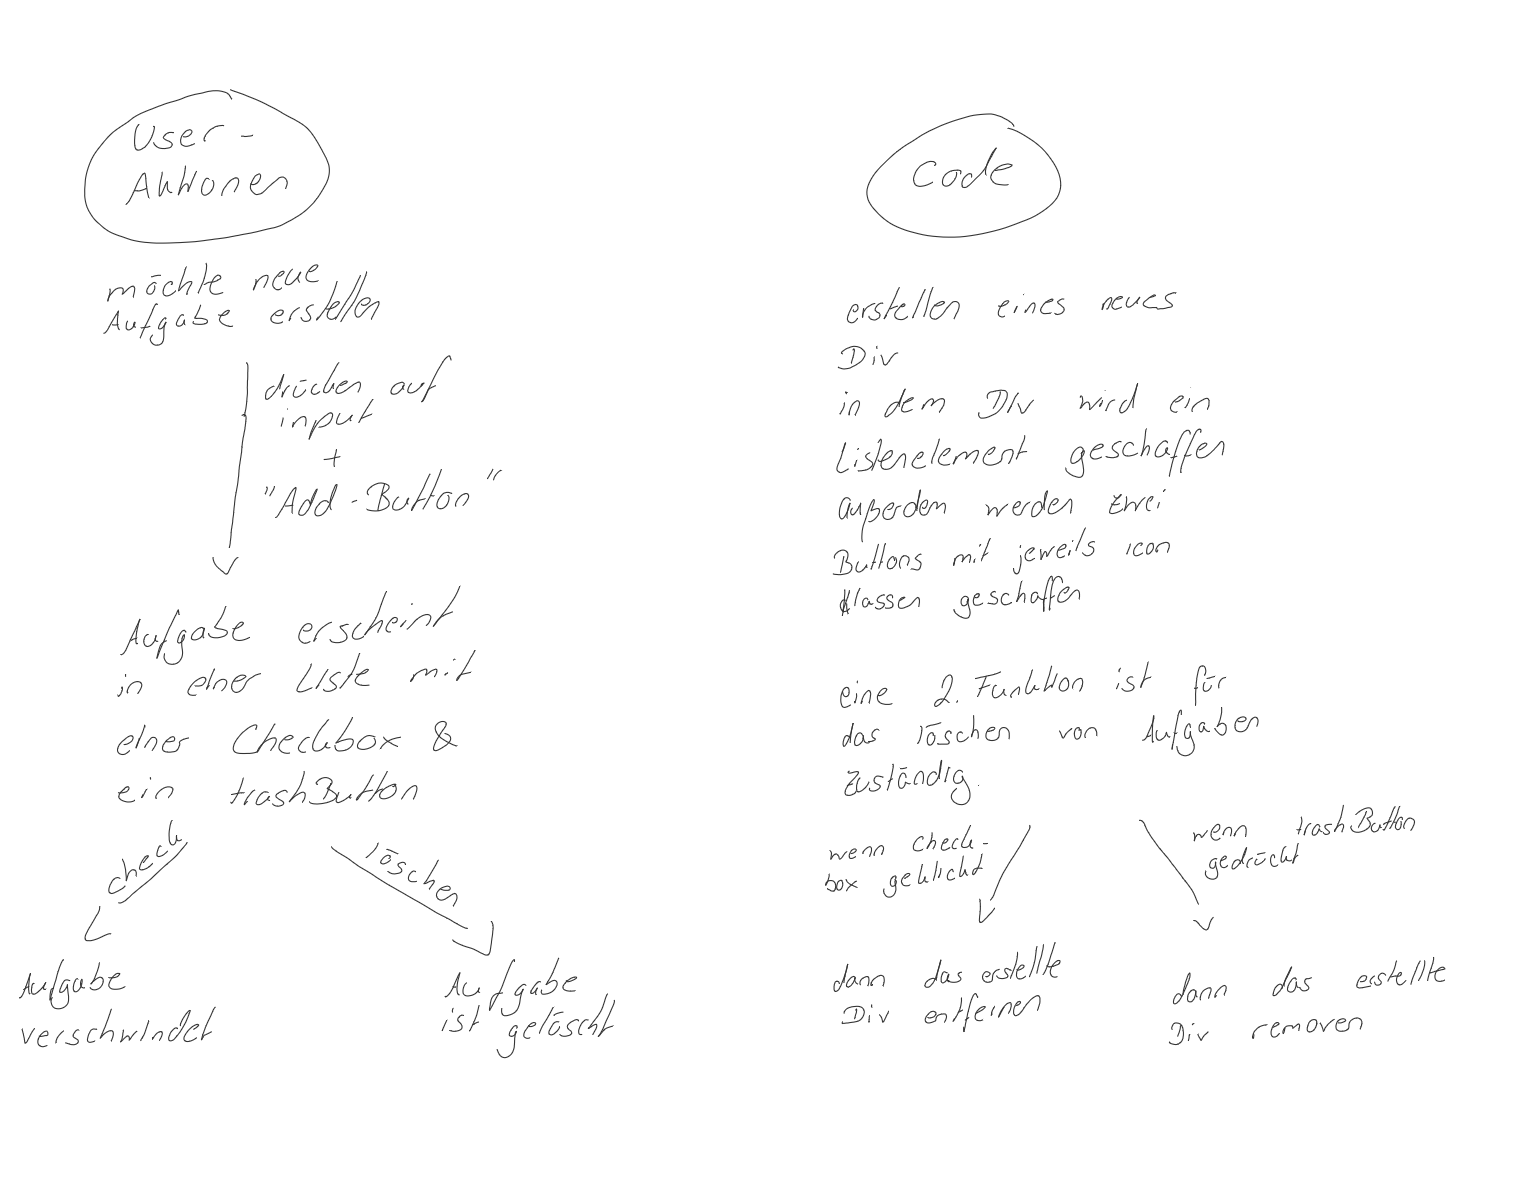 User-
Aktionen
möchte neue
Aufgabe erstellen
drücken auf
input
+
"Add-Button"
Aufgabe erscheint
in einer Liste mit
einer Checkbox &
ein trashButton
check
löschen
Aufgabe
verschwindet
Aufgabe
ist gelöscht
Code
erstellen eines neues
Div
in dem Div wird ein
Listenelement geschaffen
außerdem werden zwei
Buttons mit jeweils icon
Klassen geschaffen
eine 2. Funktion ist für
das löschen von Aufgaben
zuständig.
wenn Check-
box geklickt
wenn trashButton
gedrückt
dann das erstellte
Div entfernen
dann das erstellte
Div removen